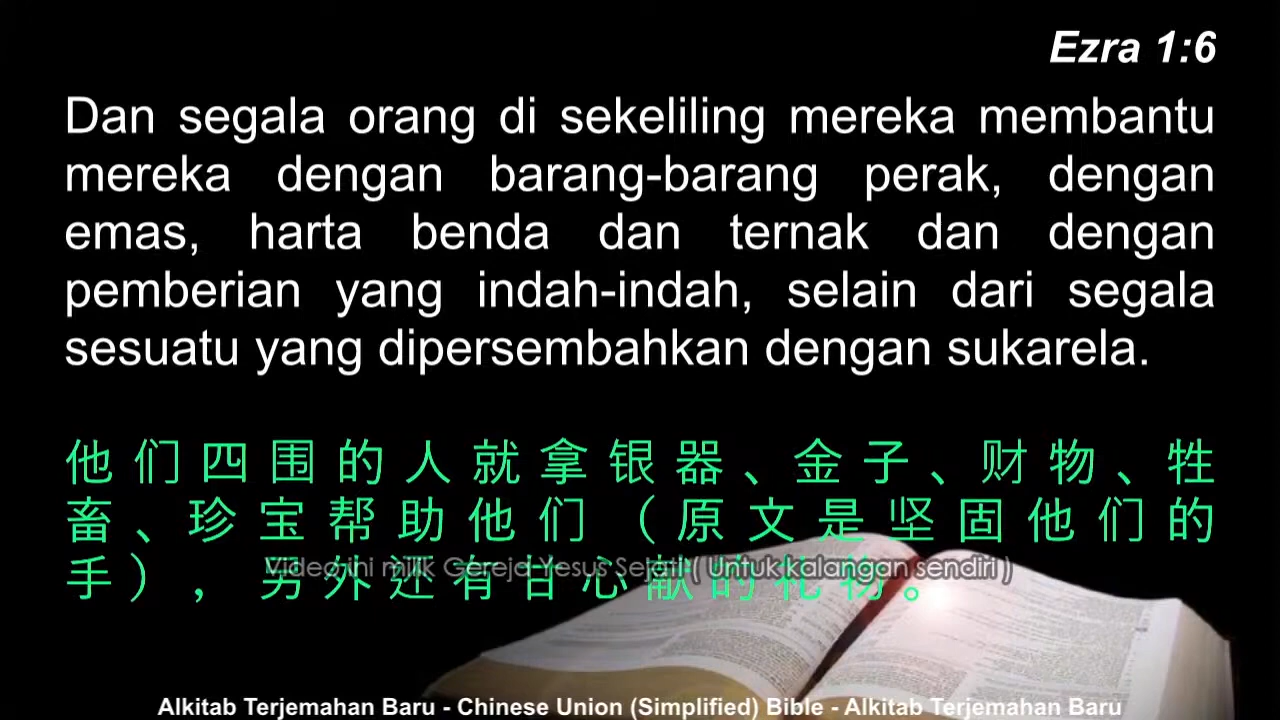 Ezra 1:6
Dan segala orang di sekeliling mereka membantu
mereka dengan barang-barang perak, dengan
emas, harta benda dan ternak dan dengan
pemberian yang indah-indah, selain dari segala
sesuatu yang dipersembahkan dengan sukarela.
他们四围的人就拿银器、金子、财物、牲
畜、珍宝帮助他们（原文是坚固他们的
手），另外还有甘心献的礼物。
Video ini milik Gereja Yesus Sejati ( Untuk kalangan sendiri )
Alkitab Terjemahan Baru - Chinese Union (Simplified) Bible - Alkitab Terjemahan Baru